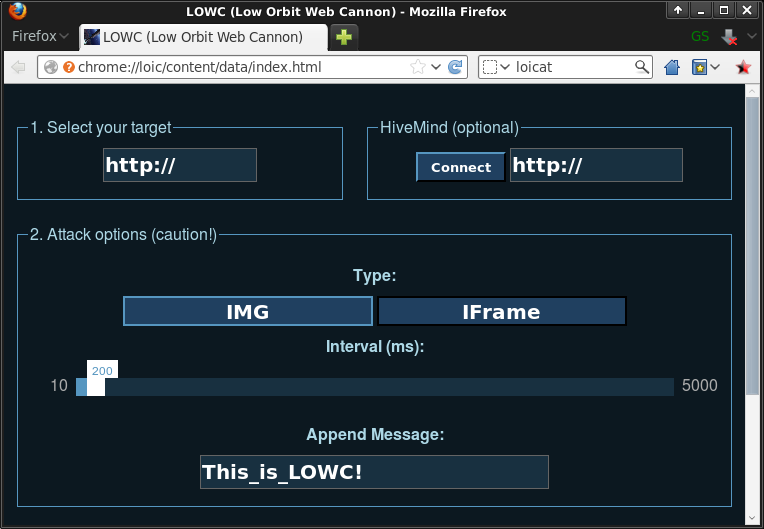 LOWC (Low Orbit Web Cannon) - Mozilla Firefox
Firefox LOWC (Low Orbit Web Cannon) GS
chrome://loic/content/data/index.html loicat
1. Select your target
http://
HiveMind (optional)
Connect http://
2. Attack options (caution!)
Type:
IMG IFrame
Interval (ms):
200
10 5000
Append Message:
This_is_LOWC!